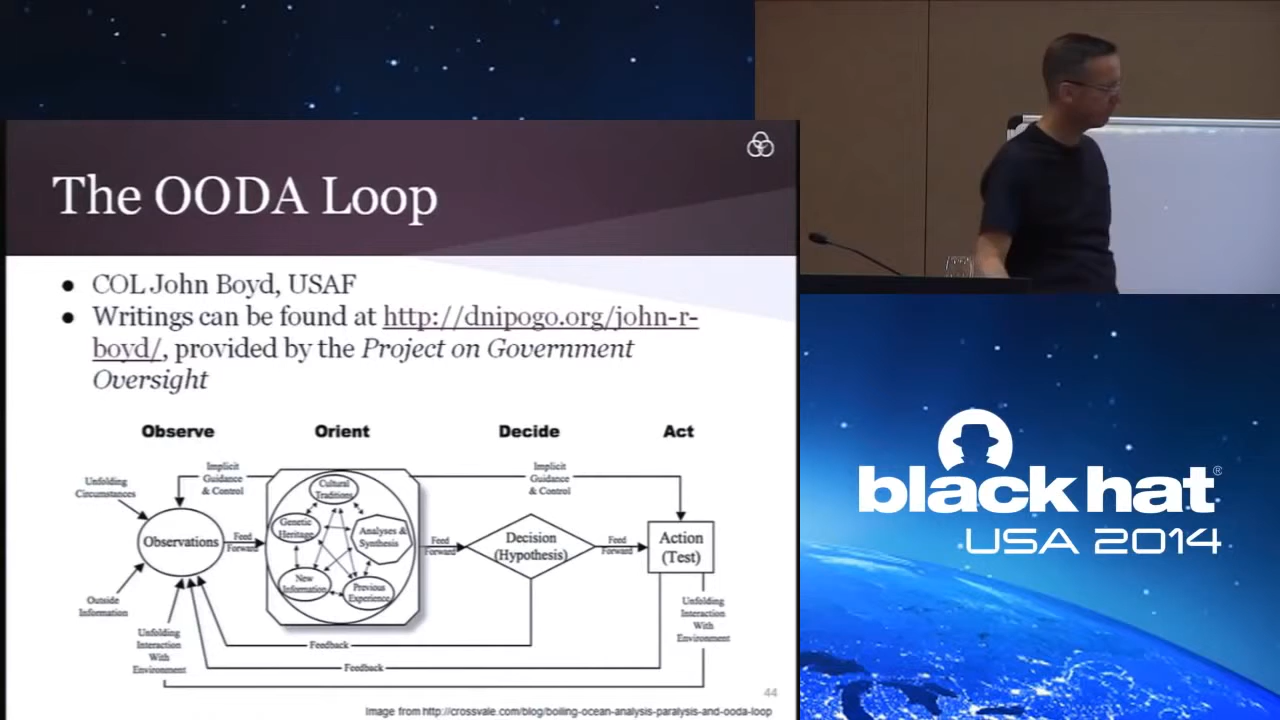 The OODA Loop
● COL John Boyd, USAF
● Writings can be found at http://dnipogo.org/john-r-
boyd/, provided by the Project on Government
Oversight
Observe
Orient
Decide
Act
Unfolding
Circumstances
Implicit
Guidance
& Control
Cultural
Traditions
Implicit
Guidance
& Control
Observations
Feed
Forward
Genetic
Heritage
Analyses &
Synthesis
New
Information
Previous
Experience
Feed
Forward
Decision
(Hypothesis)
Feed
Forward
Action
(Test)
Outside
Information
Unfolding
Interaction
With
Environment
Feedback
Feedback
Unfolding
Interaction
With
Environment
44
Image from http://crossvale.com/blog/boiling-ocean-analysis-paralysis-and-ooda-loop
black hat®
USA 2014